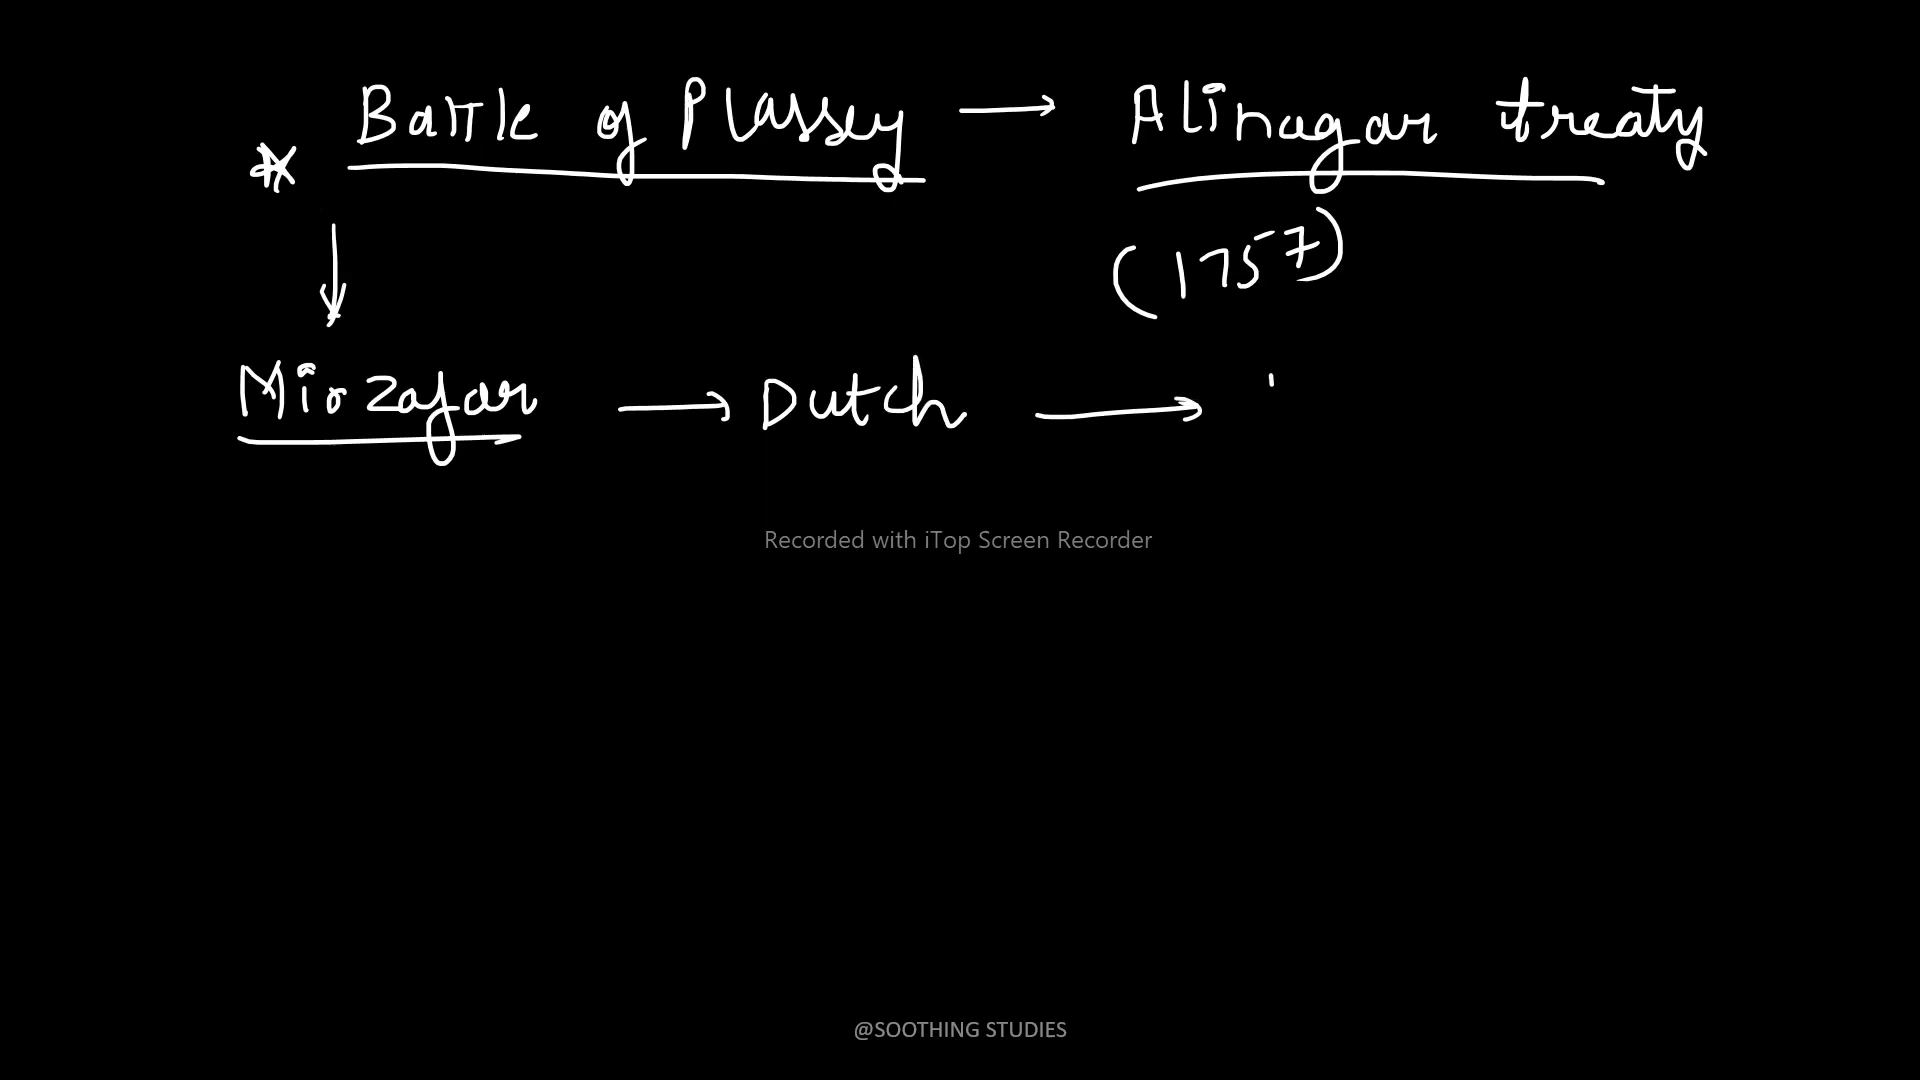 * Battle of Plassey → Alinagar treaty
(1757)
Mir Zafar → Dutch →
Recorded with iTop Screen Recorder
@SOOTHING STUDIES